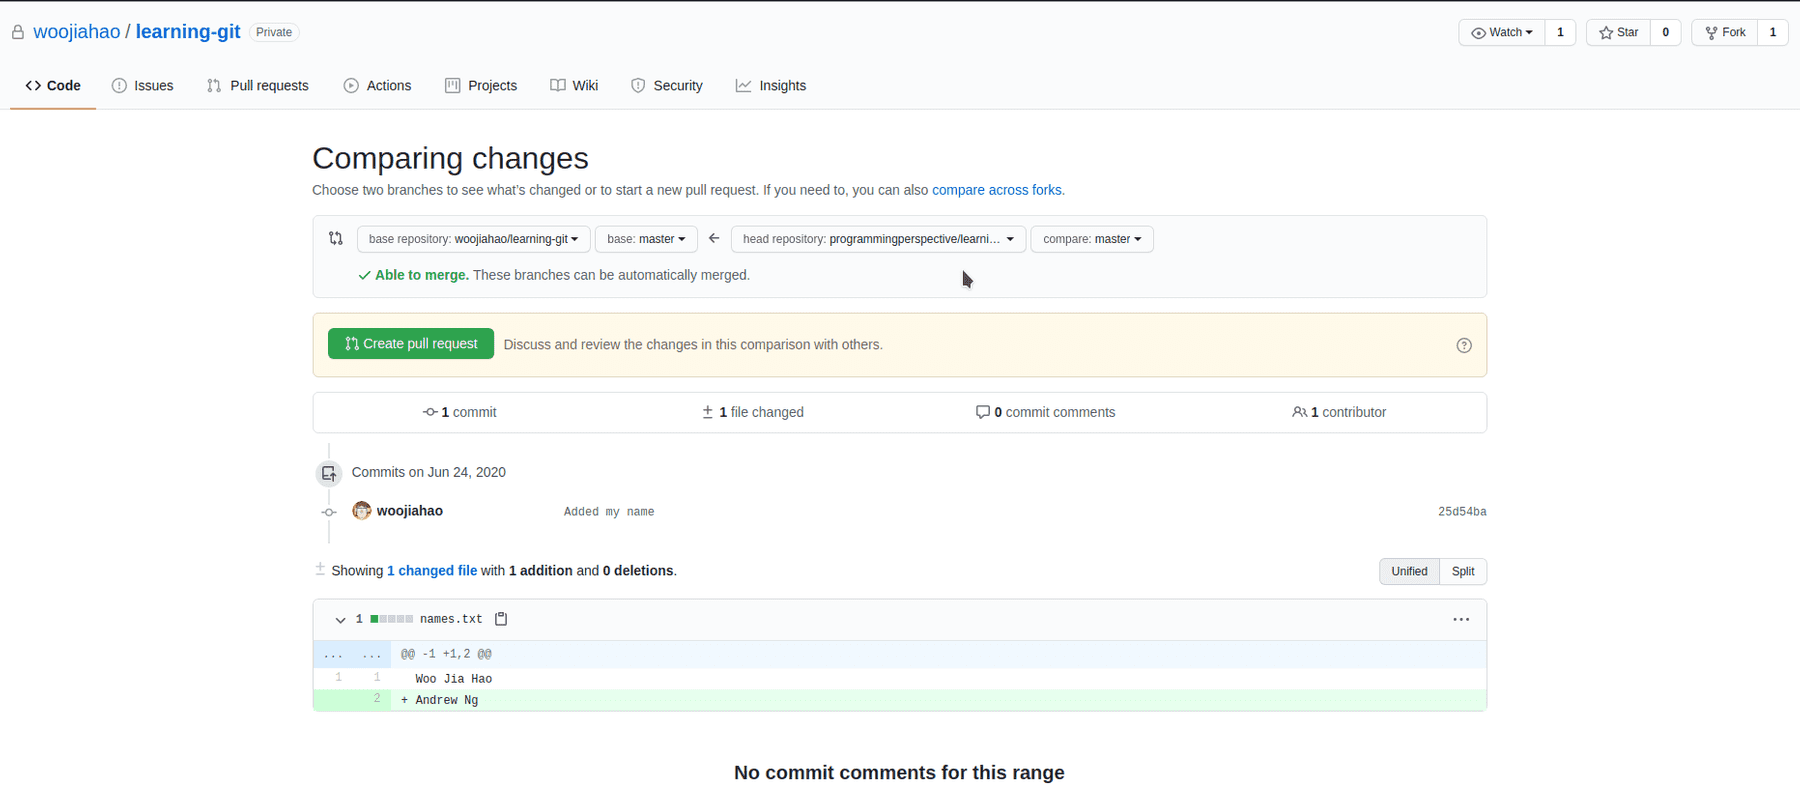 woojiahao / learning-git Private Watch 1 Star 0 Fork 1
Code Issues Pull requests Actions Projects Wiki Security Insights
Comparing changes
Choose two branches to see what's changed or to start a new pull request. If you need to, you can also compare across forks.
base repository: woojiahao/learning-git base: master ← head repository: programmingperspective/learni... compare: master
Able to merge. These branches can be automatically merged.
Create pull request Discuss and review the changes in this comparison with others.
1 commit 1 file changed 0 commit comments 1 contributor
Commits on Jun 24, 2020
woojiahao Added my name 25d54ba
Showing 1 changed file with 1 addition and 0 deletions. Unified Split
1 names.txt ...
... ... @@ -1 +1,2 @@
1 1 Woo Jia Hao
2 + Andrew Ng
No commit comments for this range